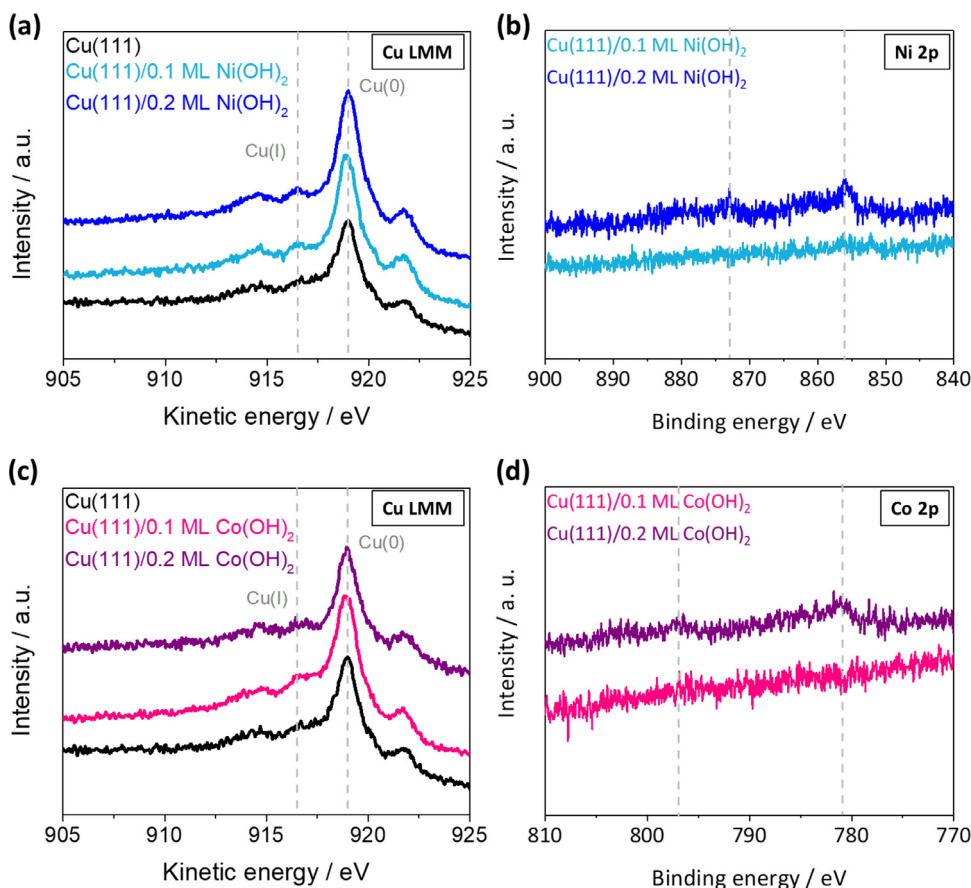 (a)
Cu(111)
Cu(111)/0.1 ML Ni(OH)₂
Cu(111)/0.2 ML Ni(OH)₂
Cu LMM
Cu(0)
Cu(I)
Intensity / a.u.
905 910 915 920 925
Kinetic energy / eV
(b)
Cu(111)/0.1 ML Ni(OH)₂
Cu(111)/0.2 ML Ni(OH)₂
Ni 2p
Intensity / a. u.
900 890 880 870 860 850 840
Binding energy / eV
(c)
Cu(111)
Cu(111)/0.1 ML Co(OH)₂
Cu(111)/0.2 ML Co(OH)₂
Cu LMM
Cu(0)
Cu(I)
Intensity / a.u.
905 910 915 920 925
Kinetic energy / eV
(d)
Cu(111)/0.1 ML Co(OH)₂
Cu(111)/0.2 ML Co(OH)₂
Co 2p
Intensity / a. u.
810 800 790 780 770
Binding energy / eV